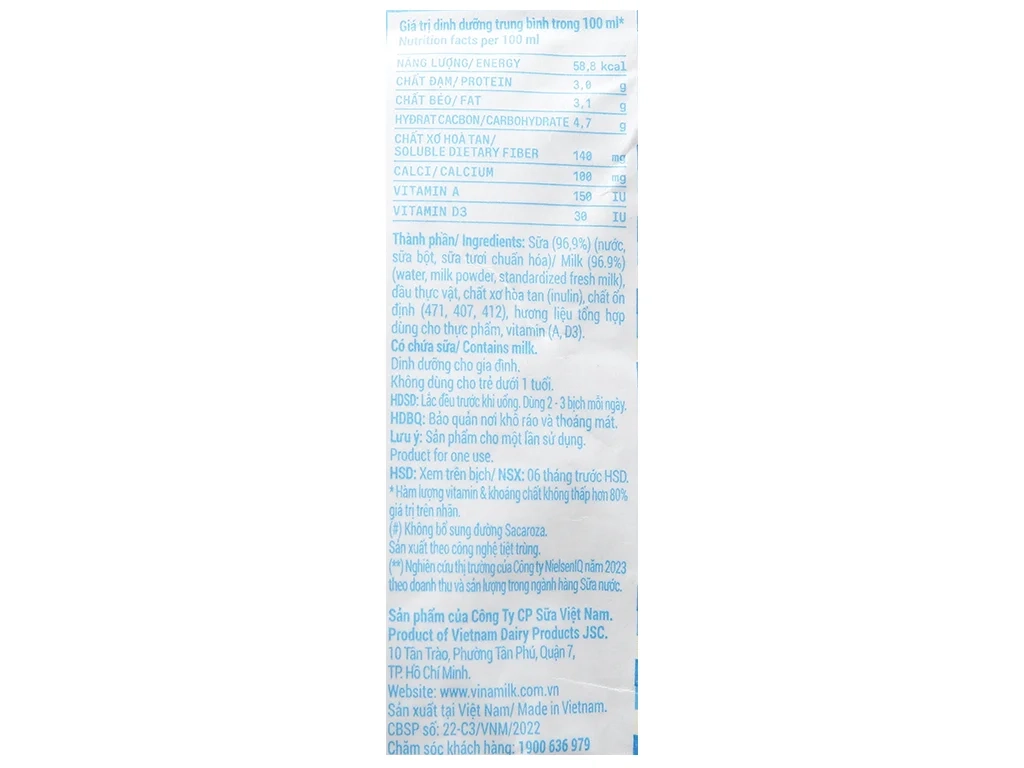 Giá trị dinh dưỡng trung bình trong 100 ml*
Nutrition facts per 100 ml
NĂNG LƯỢNG/ ENERGY 58,8 kcal
CHẤT ĐẠM/ PROTEIN 3,0 g
CHẤT BÉO/ FAT 3,1 g
HYĐRAT CACBON/CARBOHYDRATE 4,7 g
CHẤT XƠ HOÀ TAN/
SOLUBLE DIETARY FIBER 140 mg
CALCI/ CALCIUM 100 mg
VITAMIN A 150 IU
VITAMIN D3 30 IU
Thành phần/ Ingredients: Sữa (96,9%) (nước,
sữa bột, sữa tươi chuẩn hóa)/ Milk (96.9%)
(water, milk powder, standardized fresh milk),
dầu thực vật, chất xơ hòa tan (inulin), chất ổn
định (471, 407, 412), hương liệu tổng hợp
dùng cho thực phẩm, vitamin (A, D3).
Có chứa sữa/ Contains milk.
Dinh dưỡng cho gia đình.
Không dùng cho trẻ dưới 1 tuổi.
HDSD: Lắc đều trước khi uống. Dùng 2 - 3 bịch mỗi ngày.
HDBQ: Bảo quản nơi khô ráo và thoáng mát.
Lưu ý: Sản phẩm cho một lần sử dụng.
Product for one use.
HSD: Xem trên bịch/ NSX: 06 tháng trước HSD.
* Hàm lượng vitamin & khoáng chất không thấp hơn 80%
giá trị trên nhãn.
(#) Không bổ sung đường Sacaroza.
Sản xuất theo công nghệ tiệt trùng.
(**) Nghiên cứu thị trường của Công ty NielsenIQ năm 2023
theo doanh thu và sản lượng trong ngành hàng Sữa nước.
Sản phẩm của Công Ty CP Sữa Việt Nam.
Product of Vietnam Dairy Products JSC.
10 Tân Trào, Phường Tân Phú, Quận 7,
TP. Hồ Chí Minh.
Website: www.vinamilk.com.vn
Sản xuất tại Việt Nam/ Made in Vietnam.
CBSP số: 22-C3/VNM/2022
Chăm sóc khách hàng: 1900 636 979